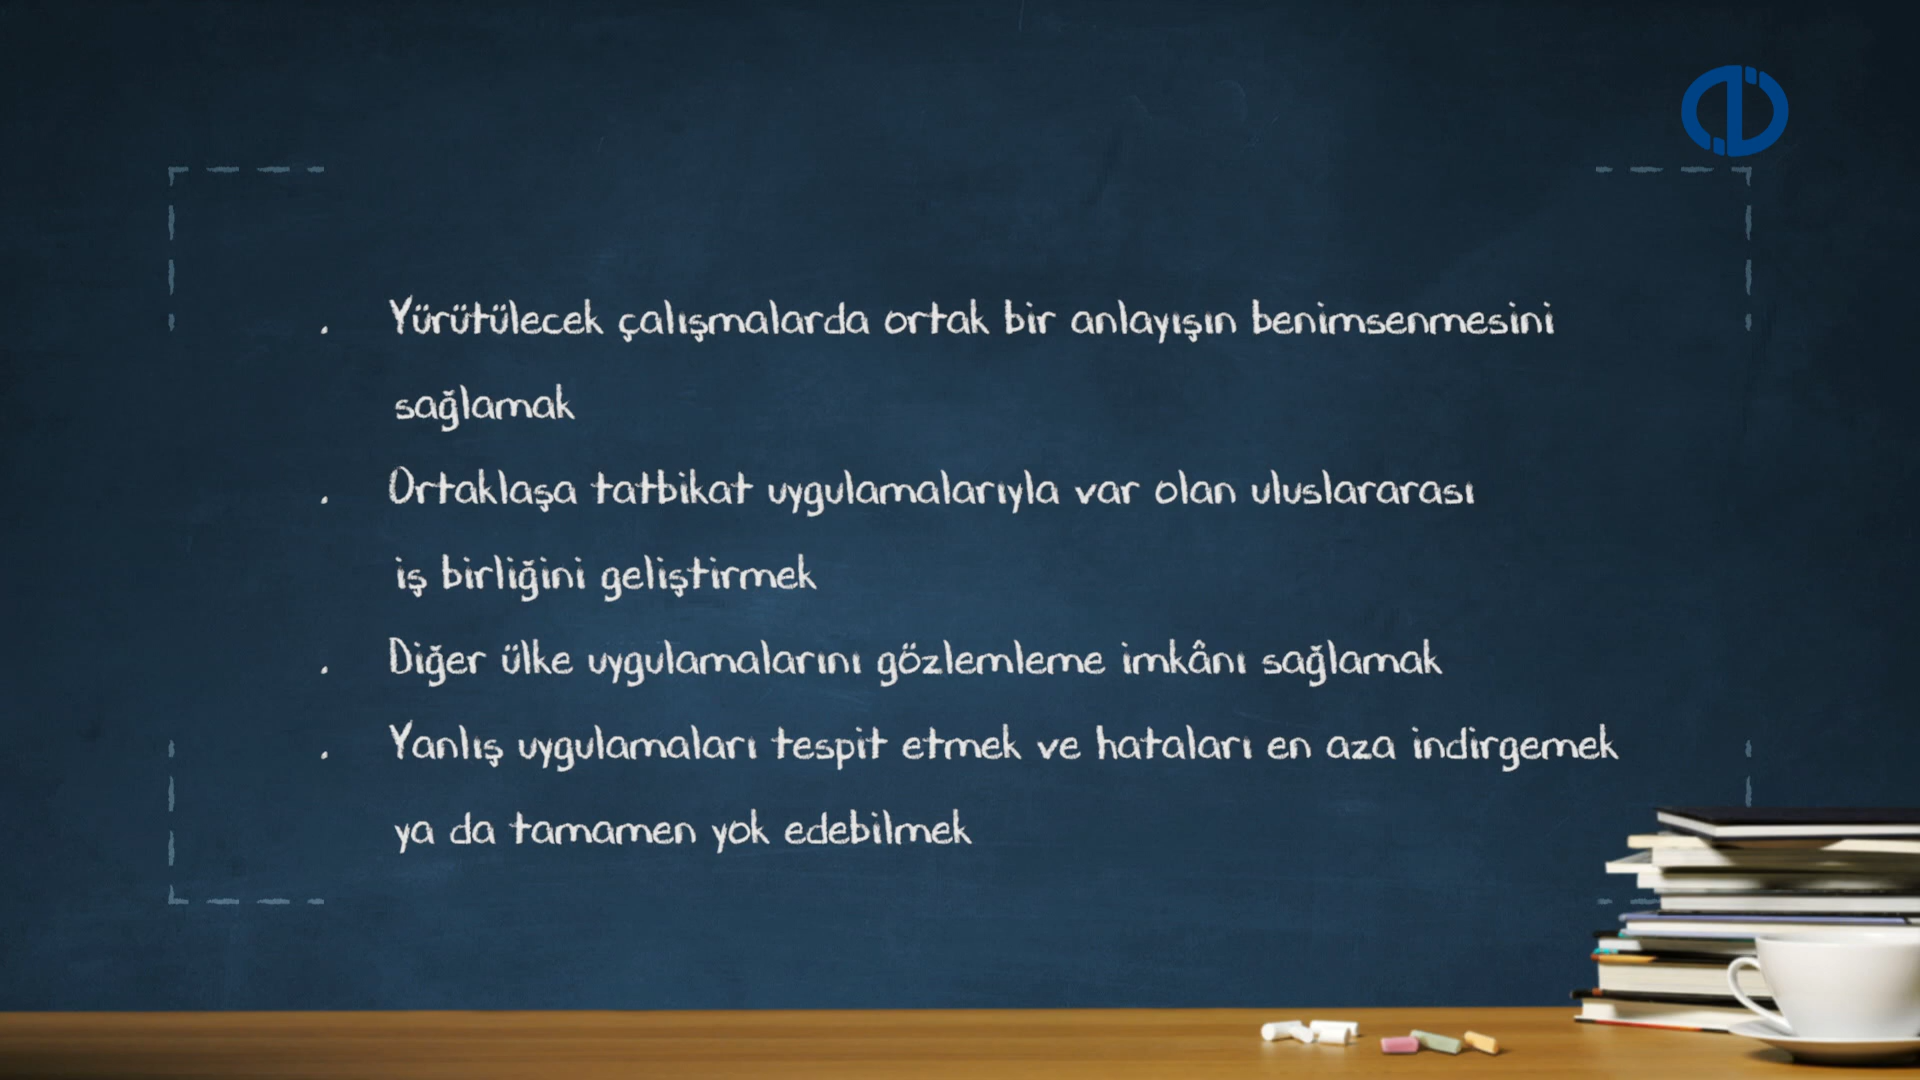 . Yürütülecek çalışmalarda ortak bir anlayışın benimsenmesini
sağlamak
. Ortaklaşa tatbikat uygulamalarıyla var olan uluslararası
iş birliğini geliştirmek
. Diğer ülke uygulamalarını gözlemleme imkânı sağlamak
. Yanlış uygulamaları tespit etmek ve hataları en aza indirgemek
ya da tamamen yok edebilmek